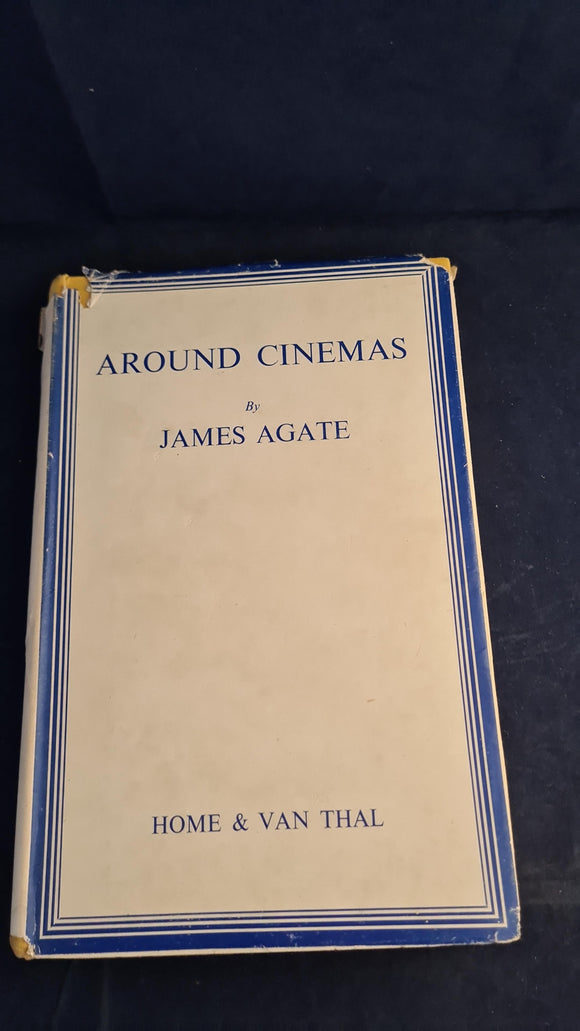 AROUND CINEMAS
By
JAMES AGATE
HOME & VAN THAL